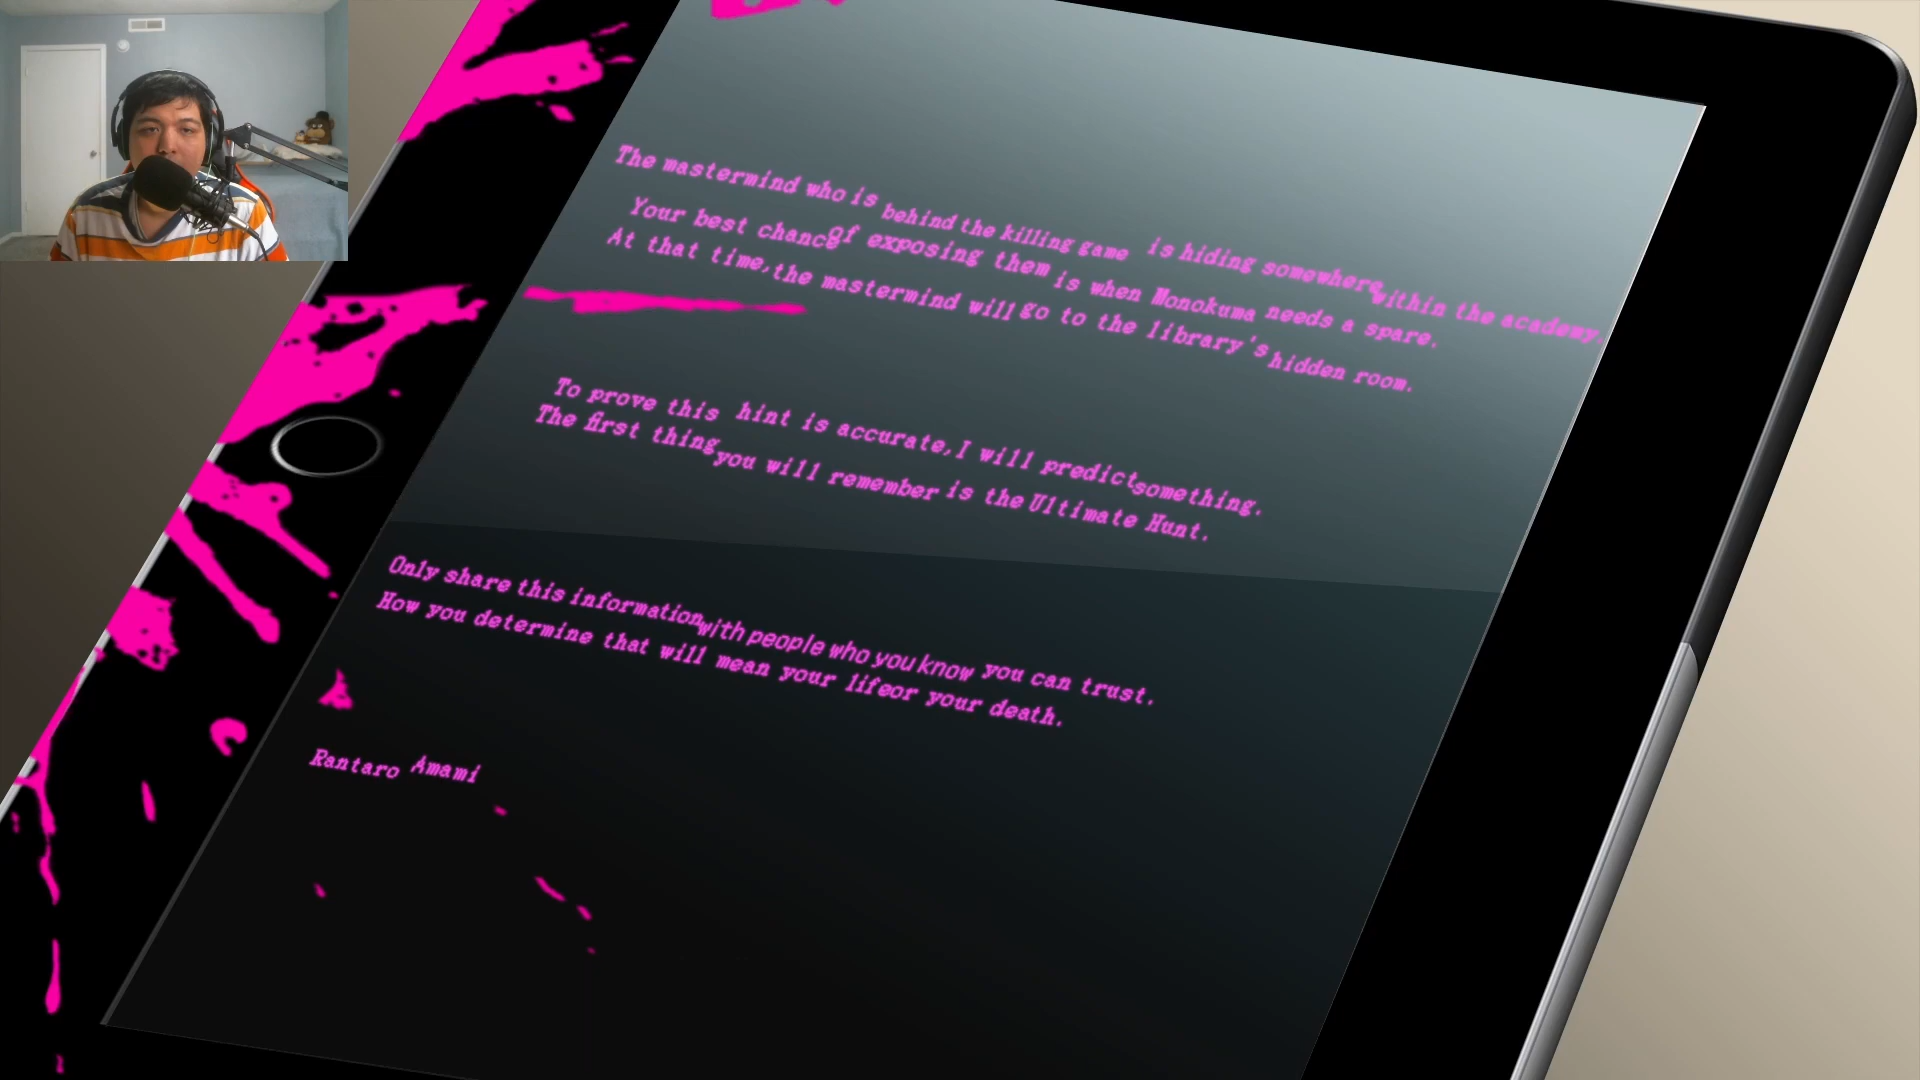 The mastermind who is behind the killing game is hiding somewhere within the academy.
Your best chance of exposing them is when Monokuma needs a spare.
At that time, the mastermind will go to the library's hidden room.
To prove this hint is accurate, I will predict something.
The first thing you will remember is the Ultimate Hunt.
Only share this information with people who you know you can trust.
How you determine that will mean your life or your death.
Rantaro Amami